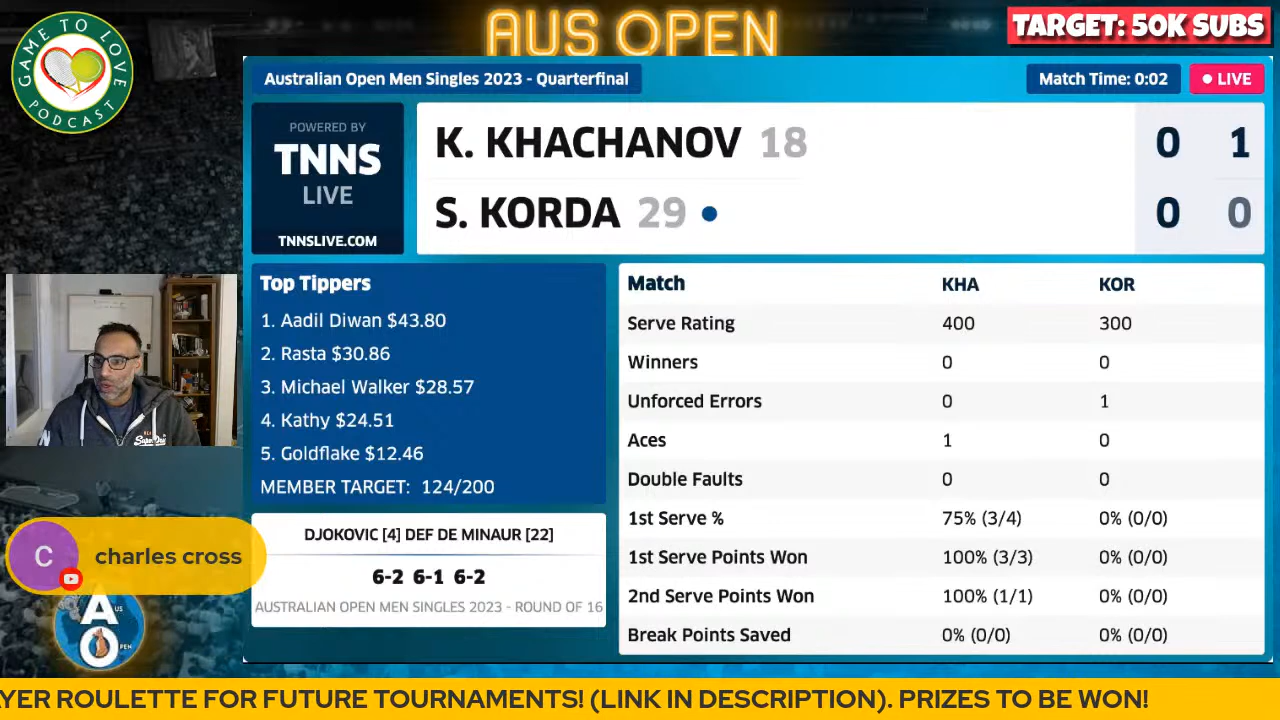 AUS OPEN
TARGET: 50K SUBS
GAME TO LOVE
PODCAST
Australian Open Men Singles 2023 - Quarterfinal
Match Time: 0:02
LIVE
POWERED BY
TNNS
LIVE
TNNSLIVE.COM
K. KHACHANOV 18 0 1
S. KORDA 29 0 0
Top Tippers
1. Aadil Diwan $43.80
2. Rasta $30.86
3. Michael Walker $28.57
4. Kathy $24.51
5. Goldflake $12.46
MEMBER TARGET: 124/200
DJOKOVIC [4] DEF DE MINAUR [22]
6-2 6-1 6-2
AUSTRALIAN OPEN MEN SINGLES 2023 - ROUND OF 16
Match KHA KOR
Serve Rating 400 300
Winners 0 0
Unforced Errors 0 1
Aces 1 0
Double Faults 0 0
1st Serve % 75% (3/4) 0% (0/0)
1st Serve Points Won 100% (3/3) 0% (0/0)
2nd Serve Points Won 100% (1/1) 0% (0/0)
Break Points Saved 0% (0/0) 0% (0/0)
C charles cross
A US
O PEN
AYER ROULETTE FOR FUTURE TOURNAMENTS! (LINK IN DESCRIPTION). PRIZES TO BE WON!